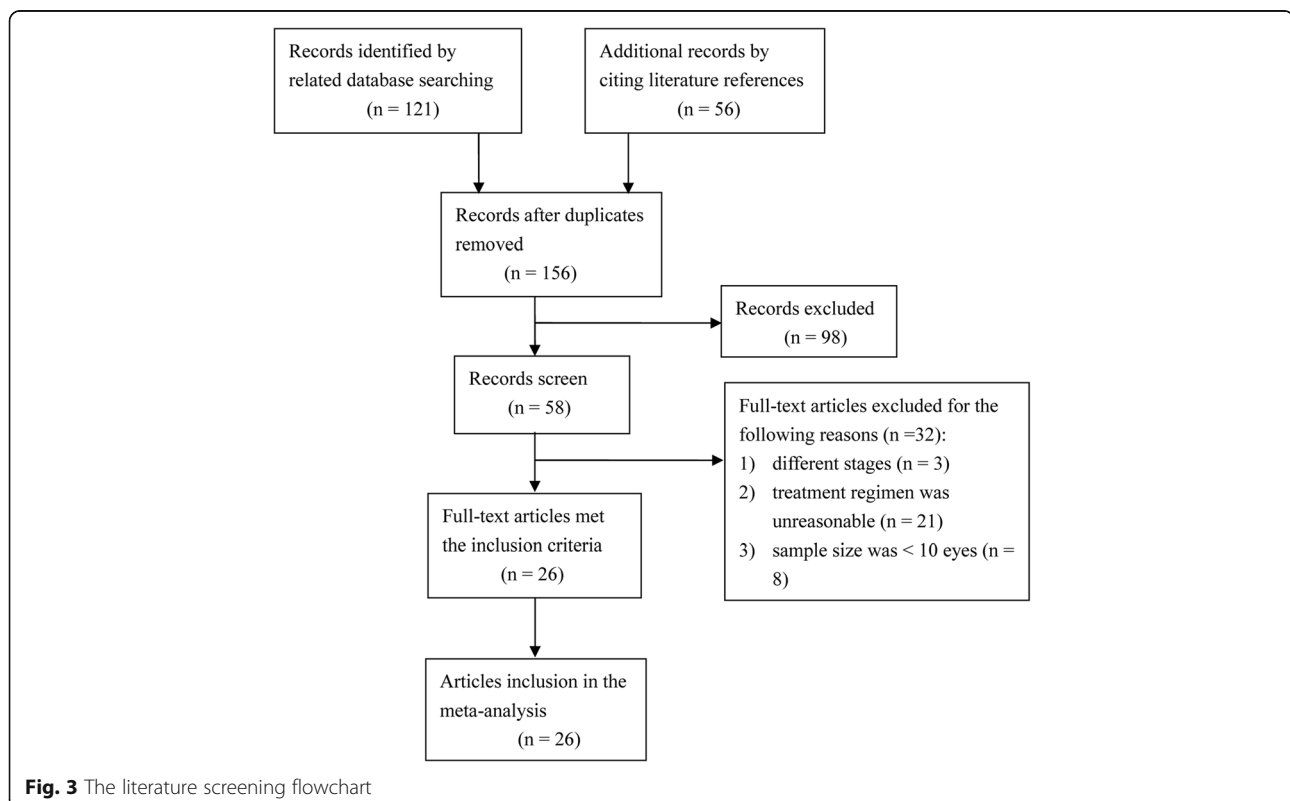 Records identified by
related database searching
(n = 121)
Additional records by
citing literature references
(n = 56)
Records after duplicates
removed
(n = 156)
Records excluded
(n = 98)
Records screen
(n = 58)
Full-text articles excluded for the
following reasons (n =32):
1) different stages (n = 3)
2) treatment regimen was
unreasonable (n = 21)
3) sample size was < 10 eyes (n =
8)
Full-text articles met
the inclusion criteria
(n = 26)
Articles inclusion in the
meta-analysis
(n = 26)
Fig. 3 The literature screening flowchart